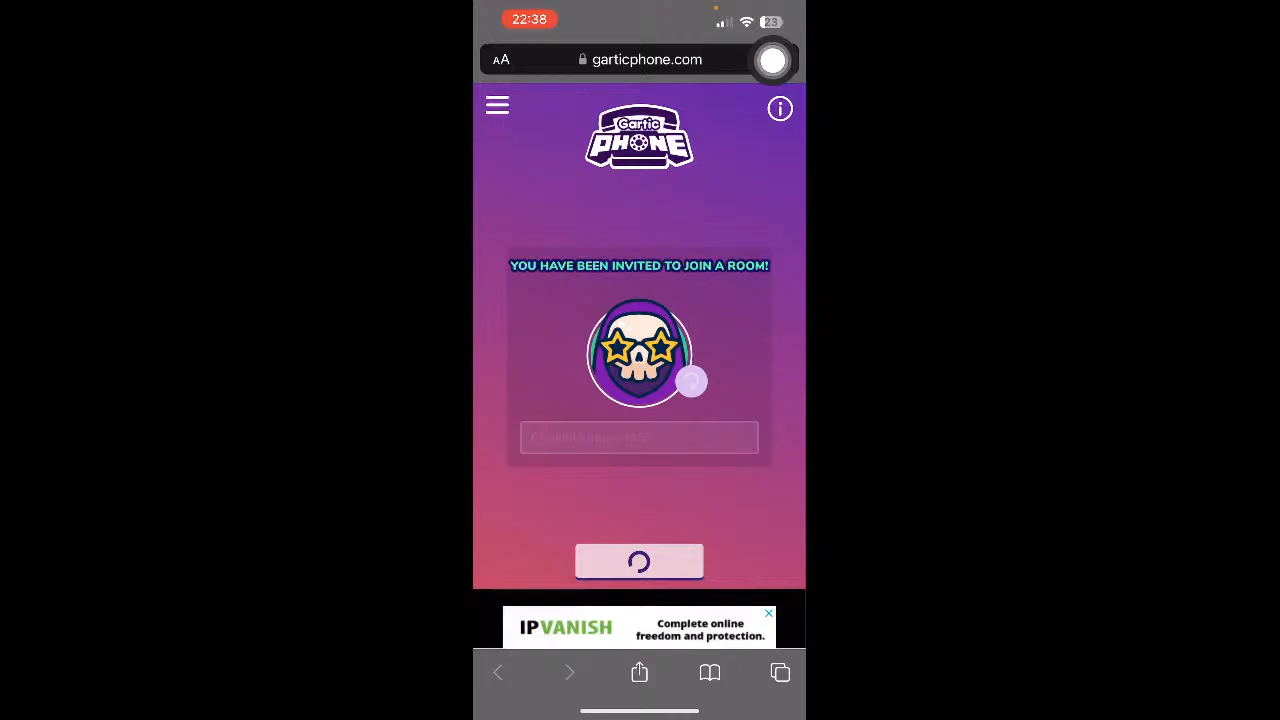 22:38
23
AA
garticphone.com
Gartic
PHONE
YOU HAVE BEEN INVITED TO JOIN A ROOM!
IPVANISH
Complete online
freedom and protection.